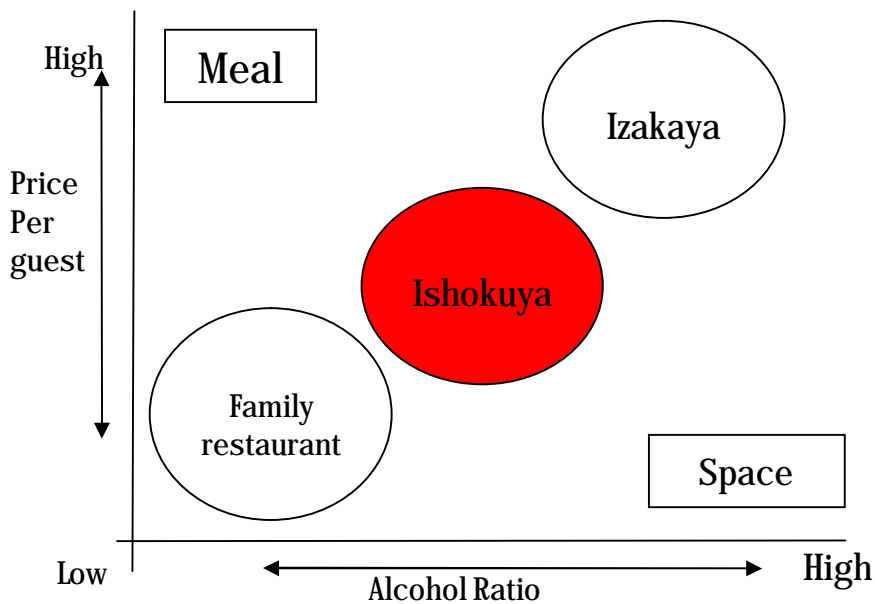 High
Meal
Izakaya
Price
Per
guest
Ishokuya
Family
restaurant
Space
Low
Alcohol Ratio
High